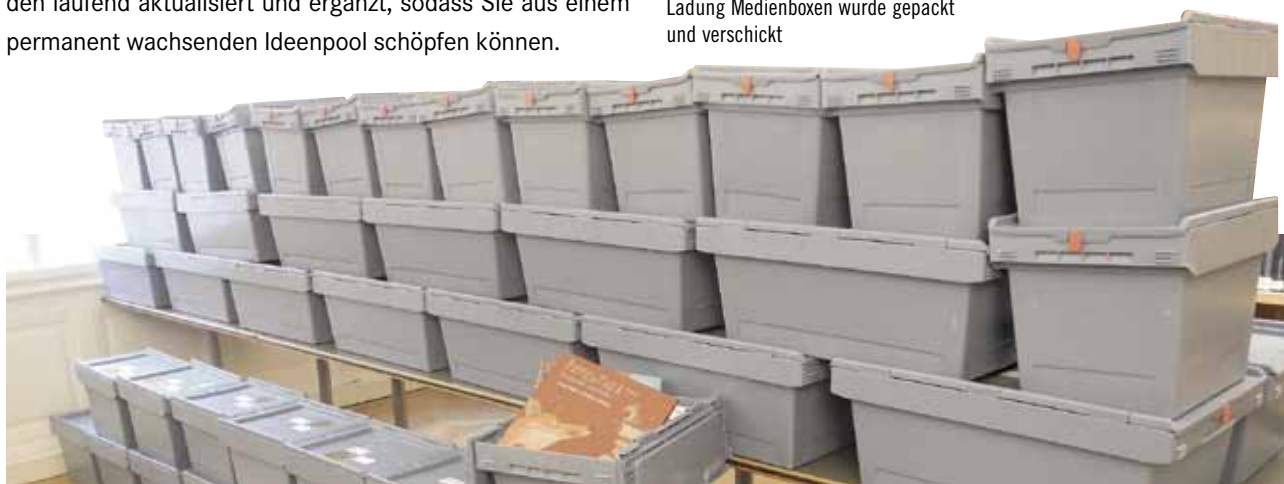 den laufend aktualisiert und ergänzt, sodass Sie aus einem
permanent wachsenden Ideenpool schöpfen können.
Ladung Medienboxen wurde gepackt
und verschickt